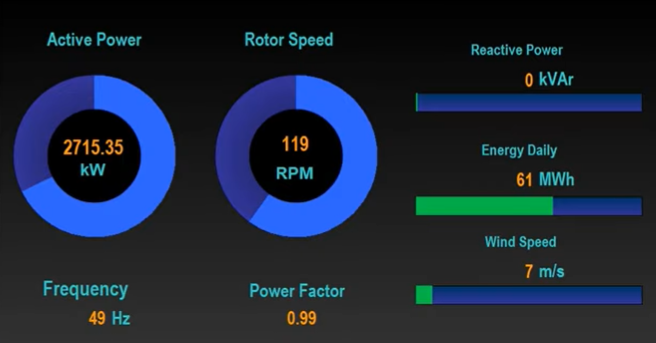 Active Power
2715.35
kW
Rotor Speed
119
RPM
Reactive Power
0 kVAr
Energy Daily
61 MWh
Wind Speed
7 m/s
Frequency
49 Hz
Power Factor
0.99